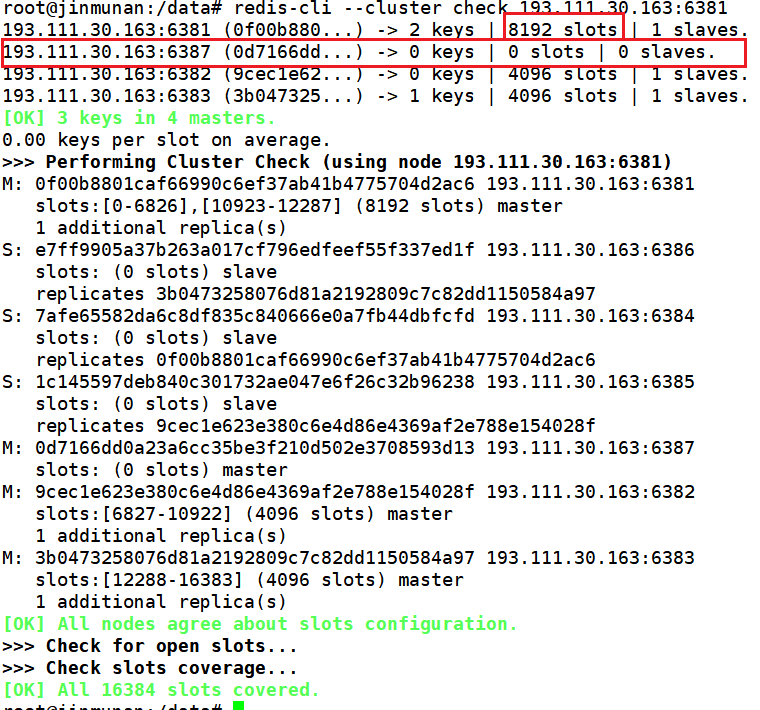 root@jinmunan:/data# redis-cli --cluster check 193.111.30.163:6381
193.111.30.163:6381 (0f00b880...) -> 2 keys | 8192 slots | 1 slaves.
193.111.30.163:6387 (0d7166dd...) -> 0 keys | 0 slots | 0 slaves.
193.111.30.163:6382 (9cec1e62...) -> 0 keys | 4096 slots | 1 slaves.
193.111.30.163:6383 (3b047325...) -> 1 keys | 4096 slots | 1 slaves.
[OK] 3 keys in 4 masters.
0.00 keys per slot on average.
>>> Performing Cluster Check (using node 193.111.30.163:6381)
M: 0f00b8801caf66990c6ef37ab41b4775704d2ac6 193.111.30.163:6381
   slots:[0-6826],[10923-12287] (8192 slots) master
   1 additional replica(s)
S: e7ff9905a37b263a017cf796edfeef55f337ed1f 193.111.30.163:6386
   slots: (0 slots) slave
   replicates 3b0473258076d81a2192809c7c82dd1150584a97
S: 7afe65582da6c8df835c840666e0a7fb44dbfcfd 193.111.30.163:6384
   slots: (0 slots) slave
   replicates 0f00b8801caf66990c6ef37ab41b4775704d2ac6
S: 1c145597deb840c301732ae047e6f26c32b96238 193.111.30.163:6385
   slots: (0 slots) slave
   replicates 9cec1e623e380c6e4d86e4369af2e788e154028f
M: 0d7166dd0a23a6cc35be3f210d502e3708593d13 193.111.30.163:6387
   slots: (0 slots) master
M: 9cec1e623e380c6e4d86e4369af2e788e154028f 193.111.30.163:6382
   slots:[6827-10922] (4096 slots) master
   1 additional replica(s)
M: 3b0473258076d81a2192809c7c82dd1150584a97 193.111.30.163:6383
   slots:[12288-16383] (4096 slots) master
   1 additional replica(s)
[OK] All nodes agree about slots configuration.
>>> Check for open slots...
>>> Check slots coverage...
[OK] All 16384 slots covered.
root@jinmunan:/data#